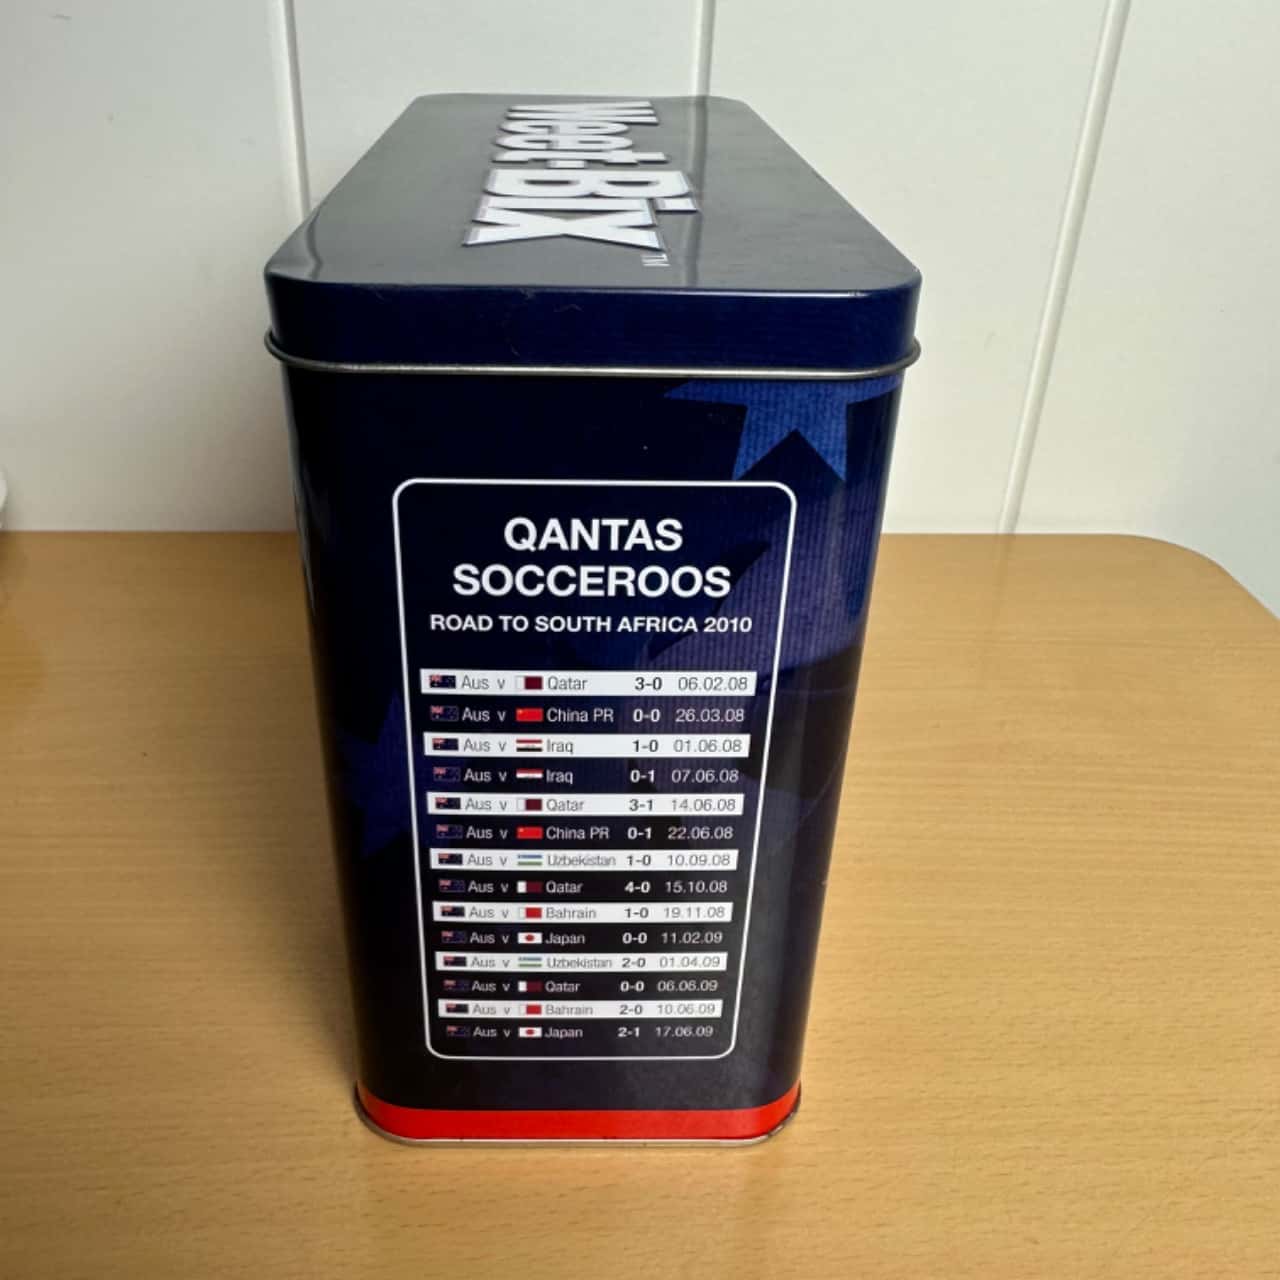 Weet-Bix™
QANTAS
SOCCEROOS
ROAD TO SOUTH AFRICA 2010
Aus v Qatar 3-0 06.02.08
Aus v China PR 0-0 26.03.08
Aus v Iraq 1-0 01.06.08
Aus v Iraq 0-1 07.06.08
Aus v Qatar 3-1 14.06.08
Aus v China PR 0-1 22.06.08
Aus v Uzbekistan 1-0 10.09.08
Aus v Qatar 4-0 15.10.08
Aus v Bahrain 1-0 19.11.08
Aus v Japan 0-0 11.02.09
Aus v Uzbekistan 2-0 01.04.09
Aus v Qatar 0-0 06.06.09
Aus v Bahrain 2-0 10.06.09
Aus v Japan 2-1 17.06.09